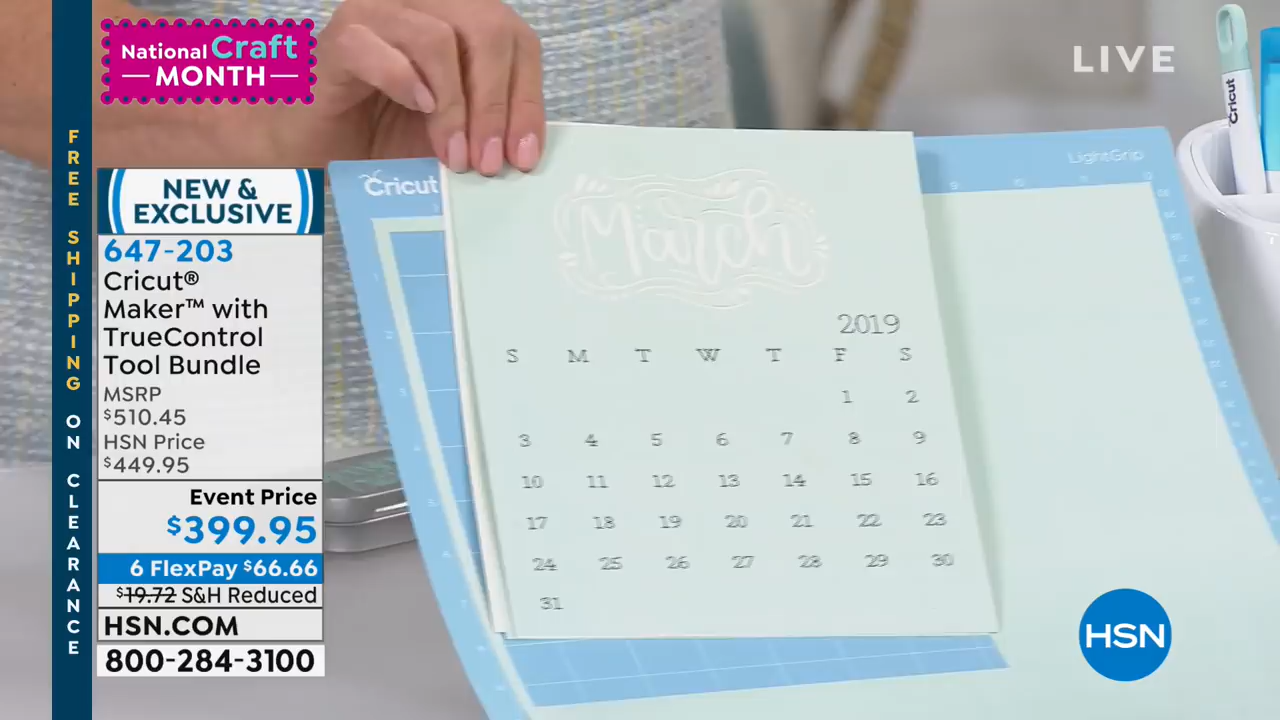 National Craft
MONTH
LIVE
FREE SHIPPING ON CLEARANCE
NEW &
EXCLUSIVE
647-203
Cricut®
Maker™ with
TrueControl
Tool Bundle
MSRP
$510.45
HSN Price
$449.95
Event Price
$399.95
6 FlexPay $66.66
$19.72 S&H Reduced
HSN.COM
800-284-3100
Cricut
LightGrip
Cricut
March
2019
S M T W T F S
1 2
3 4 5 6 7 8 9
10 11 12 13 14 15 16
17 18 19 20 21 22 23
24 25 26 27 28 29 30
31
HSN